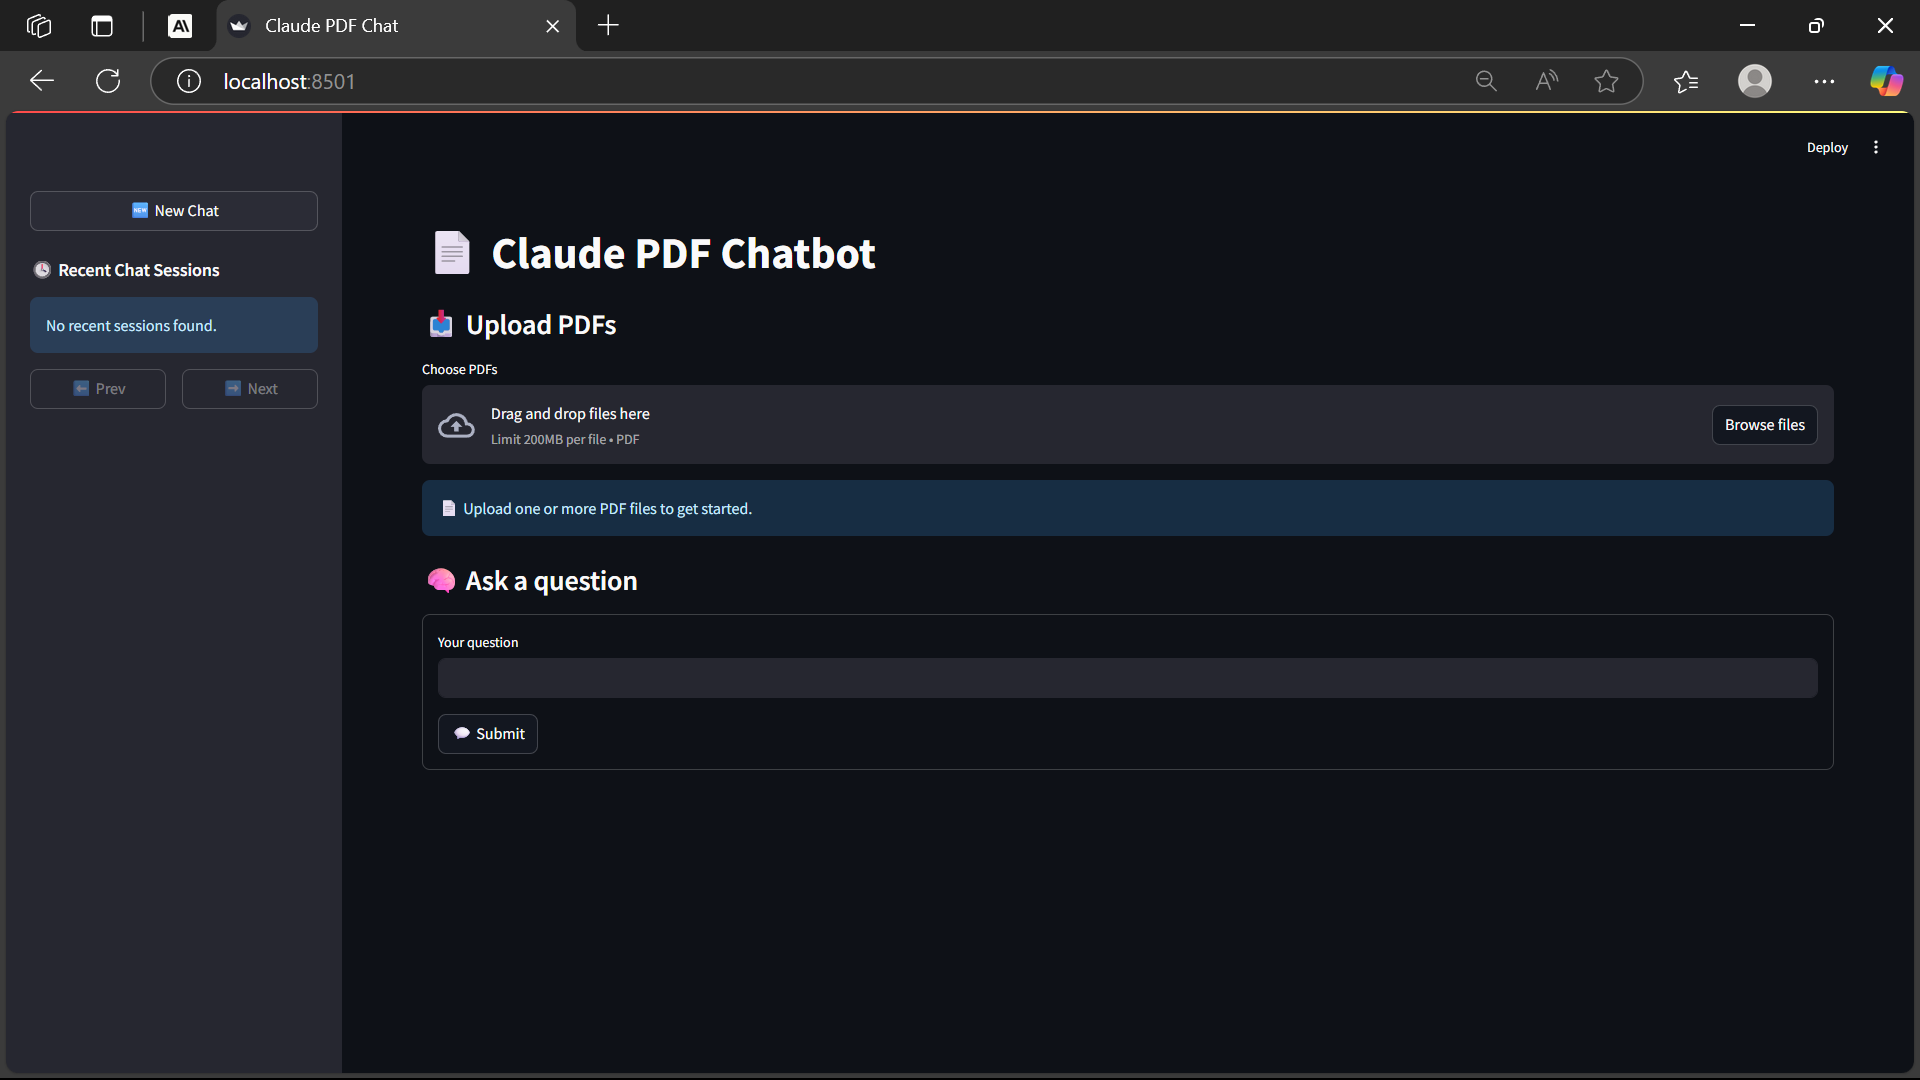 Claude PDF Chat
localhost:8501
Deploy
NEW New Chat
Recent Chat Sessions
No recent sessions found.
Prev
Next
Claude PDF Chatbot
Upload PDFs
Choose PDFs
Drag and drop files here
Limit 200MB per file • PDF
Browse files
Upload one or more PDF files to get started.
Ask a question
Your question
Submit